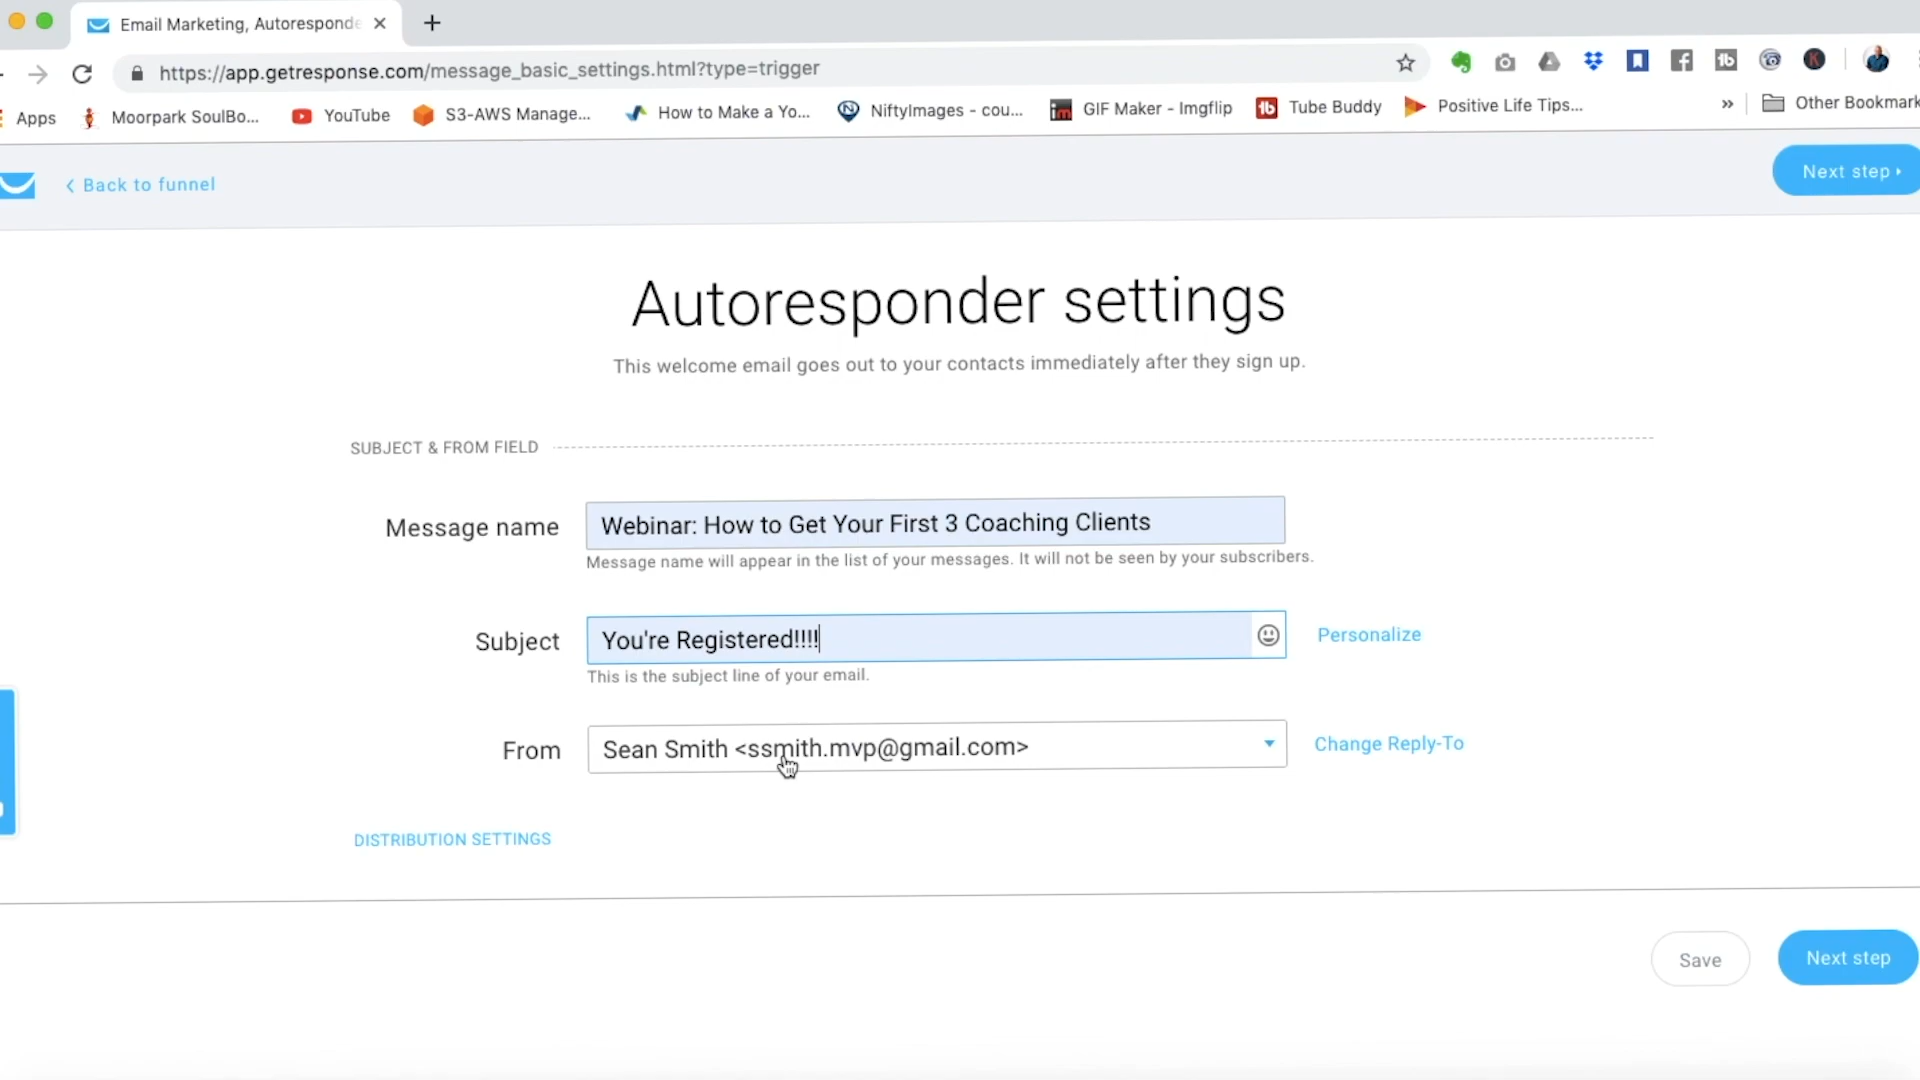 Email Marketing, Autoresponde
https://app.getresponse.com/message_basic_settings.html?type=trigger
Apps
Moorpark SoulBo...
YouTube
S3-AWS Manage...
How to Make a Yo...
NiftyImages - cou...
GIF Maker - Imgflip
Tube Buddy
Positive Life Tips...
»
Other Bookmark
Back to funnel
Next step
Autoresponder settings
This welcome email goes out to your contacts immediately after they sign up.
SUBJECT & FROM FIELD
Message name
Webinar: How to Get Your First 3 Coaching Clients
Message name will appear in the list of your messages. It will not be seen by your subscribers.
Subject
You're Registered!!!!
Personalize
This is the subject line of your email.
From
Sean Smith <ssmith.mvp@gmail.com>
Change Reply-To
DISTRIBUTION SETTINGS
Save
Next step